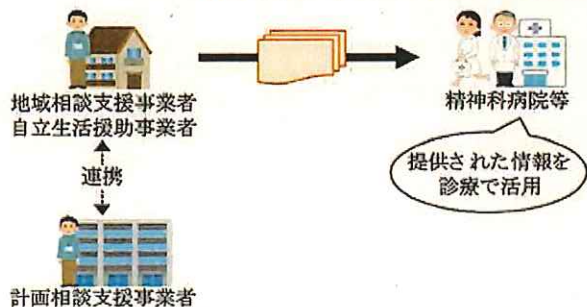 地域相談支援事業者
自立生活援助事業者
連携
計画相談支援事業者
精神科病院等
提供された情報を
診療で活用